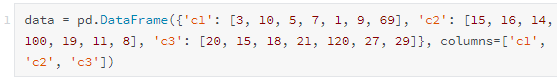 1 data = pd.DataFrame({'c1': [3, 10, 5, 7, 1, 9, 69], 'c2': [15, 16, 14,
100, 19, 11, 8], 'c3': [20, 15, 18, 21, 120, 27, 29]}, columns=['c1',
'c2', 'c3'])